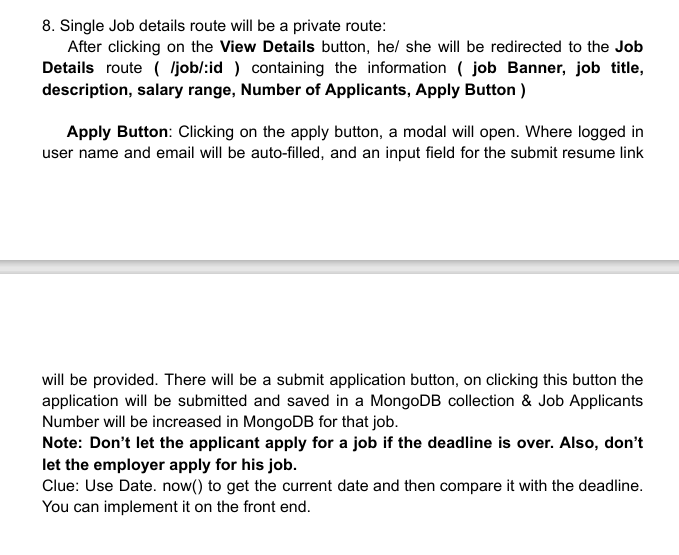 8. Single Job details route will be a private route:
After clicking on the View Details button, he/ she will be redirected to the Job
Details route ( /job/:id ) containing the information ( job Banner, job title,
description, salary range, Number of Applicants, Apply Button )
Apply Button: Clicking on the apply button, a modal will open. Where logged in
user name and email will be auto-filled, and an input field for the submit resume link
will be provided. There will be a submit application button, on clicking this button the
application will be submitted and saved in a MongoDB collection & Job Applicants
Number will be increased in MongoDB for that job.
Note: Don’t let the applicant apply for a job if the deadline is over. Also, don’t
let the employer apply for his job.
Clue: Use Date. now() to get the current date and then compare it with the deadline.
You can implement it on the front end.